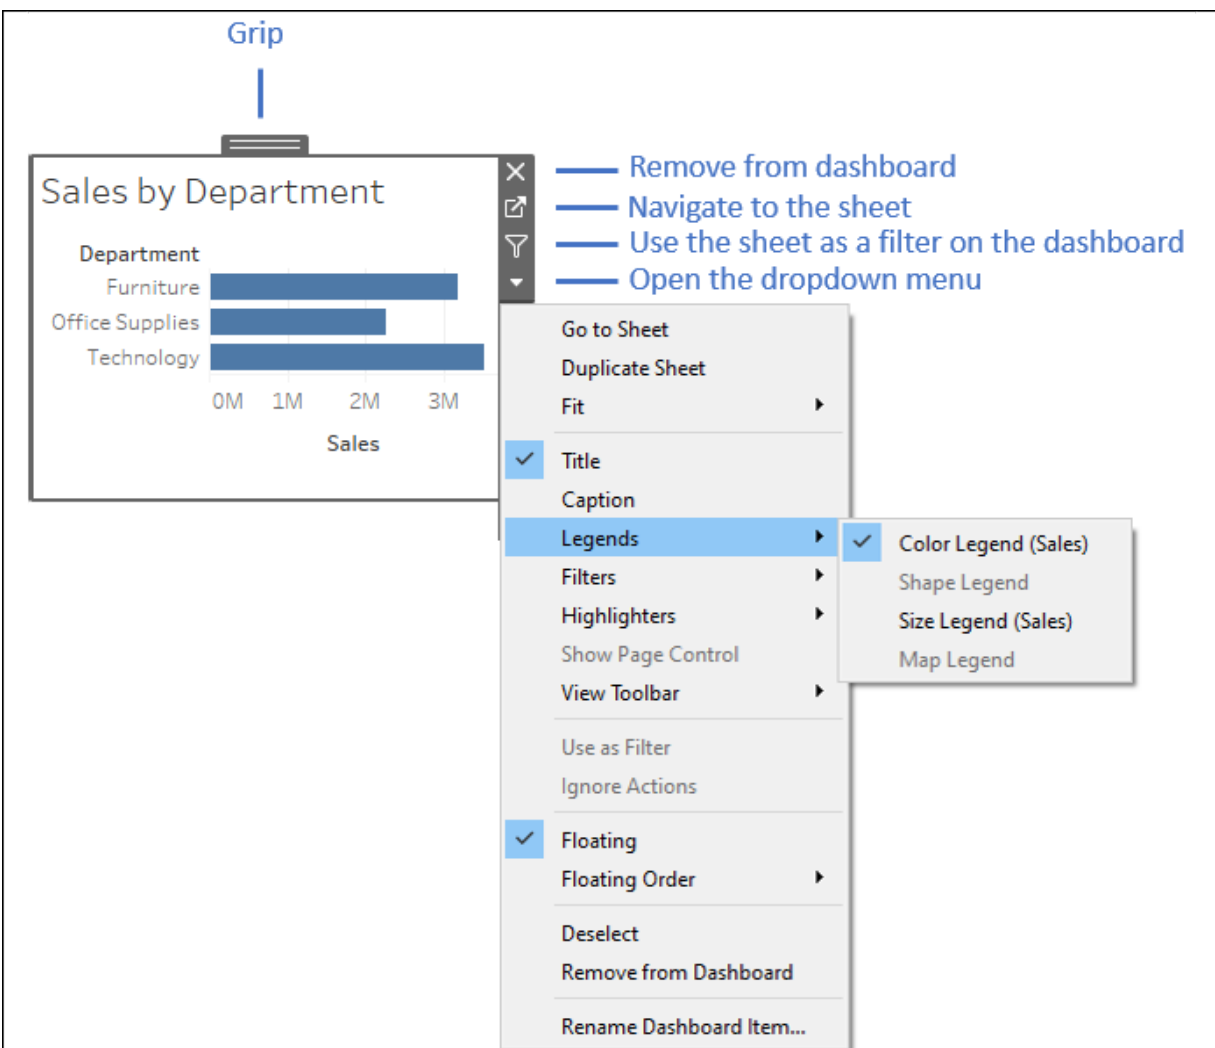 Grip
Remove from dashboard
Navigate to the sheet
Use the sheet as a filter on the dashboard
Open the dropdown menu
Sales by Department
Department
Furniture
Office Supplies
Technology
0M 1M 2M 3M
Sales
Go to Sheet
Duplicate Sheet
Fit
Title
Caption
Legends
Filters
Highlighters
Show Page Control
View Toolbar
Use as Filter
Ignore Actions
Floating
Floating Order
Deselect
Remove from Dashboard
Rename Dashboard Item...
Color Legend (Sales)
Shape Legend
Size Legend (Sales)
Map Legend